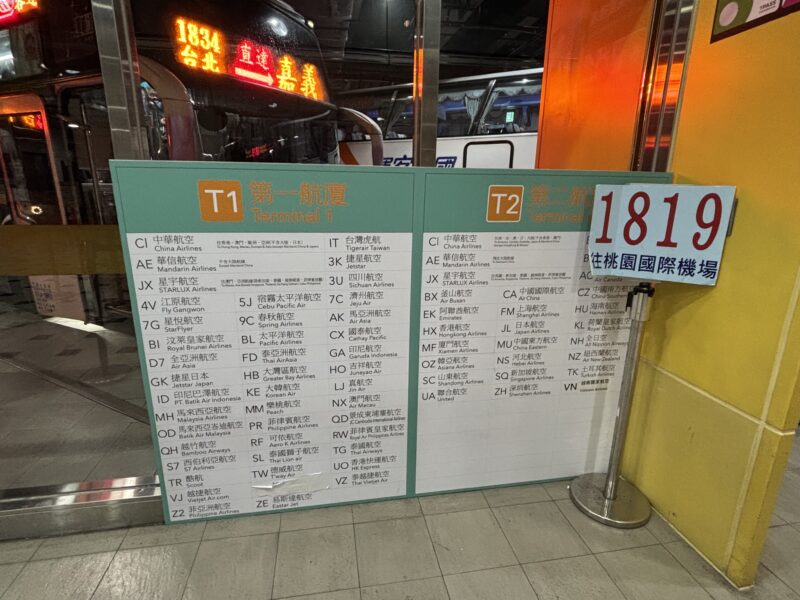 1834
台北
直達
嘉義
T1 第一航廈
Terminal 1
CI 中華航空
China Airlines
AE 華信航空
Mandarin Airlines
JX 星宇航空
STARLUX Airlines
4V 江原航空
Fly Gangwon
7G 星悅航空
StarFlyer
BI 汶萊皇家航空
Royal Brunei Airlines
D7 全亞洲航空
Air Asia
GK 捷星日本
Jetstar Japan
ID 印尼巴澤航空
PT. Batik Air Indonesia
MH 馬來西亞航空
Malaysia Airlines
OD 馬來西亞峇迪航空
Batik Air Malaysia
QH 越竹航空
Bamboo Airways
S7 西伯利亞航空
S7 Airlines
TR 酷航
Scoot
VJ 越捷航空
Vietjet Air.com
Z2 菲亞洲航空
Philippines Airlines
5J 宿霧太平洋航空
Cebu Pacific Air
9C 春秋航空
Spring Airlines
BL 太平洋航空
Pacific Airlines
FD 泰亞洲航空
Thai AirAsia
HB 大灣區航空
Greater Bay Airlines
KE 大韓航空
Korean Air
MM 樂桃航空
Peach
PR 菲律賓航空
Philippine Airlines
RF 可依航空
Aero K Airlines
SL 泰國獅子航空
Thai Lion air
TW 德威航空
T'way Air
ZE 易斯達航空
Eastar Jet
IT 台灣虎航
Tigerair Taiwan
3K 捷星航空
Jetstar
3U 四川航空
Sichuan Airlines
7C 濟州航空
Jeju Air
AK 馬亞洲航空
Air Asia
CX 國泰航空
Cathay Pacific
GA 印尼航空
Garuda Indonesia
HO 吉祥航空
Juneyao Air
LJ 真航空
Jin Air
NX 澳門航空
Air Macau
QD 景成柬埔寨航空
JC Cambodia International Airlines
RW 菲律賓皇家航空
Royal Air Philippines Airlines
TG 泰國航空
Thai Airways
UO 香港快運航空
HK Express
VZ 泰越捷航空
Thai Vietjet Air
T2 第二航
Terminal
CI 中華航空
China Airlines
AE 華信航空
Mandarin Airlines
JX 星宇航空
STARLUX Airlines
BX 釜山航空
Air Busan
EK 阿聯酋航空
Emirates
HX 香港航空
Hongkong Airlines
MF 廈門航空
Xiamen Airlines
OZ 韓亞航空
Asiana Airlines
SC 山東航空
Shandong Airlines
UA 聯合航空
United
CA 中國國際航空
Air China
FM 上海航空
Shanghai Airlines
JL 日本航空
Japan Airlines
MU 中國東方航空
China Eastern
NS 河北航空
Hebei Airlines
SQ 新加坡航空
Singapore Airlines
ZH 深圳航空
Shenzhen Airlines
Air Canada
CZ 中國南方航空
China Southern
HU 海南航空
Hainan Airlines
KL 荷蘭皇家航空
Royal Dutch Airlines
NH 全日空
All Nippon Airways
NZ 紐西蘭航空
Air New Zealand
TK 土耳其航空
Turkish Airlines
VN 越南國家航空
Vietnam Airlines
1819
往桃園國際機場